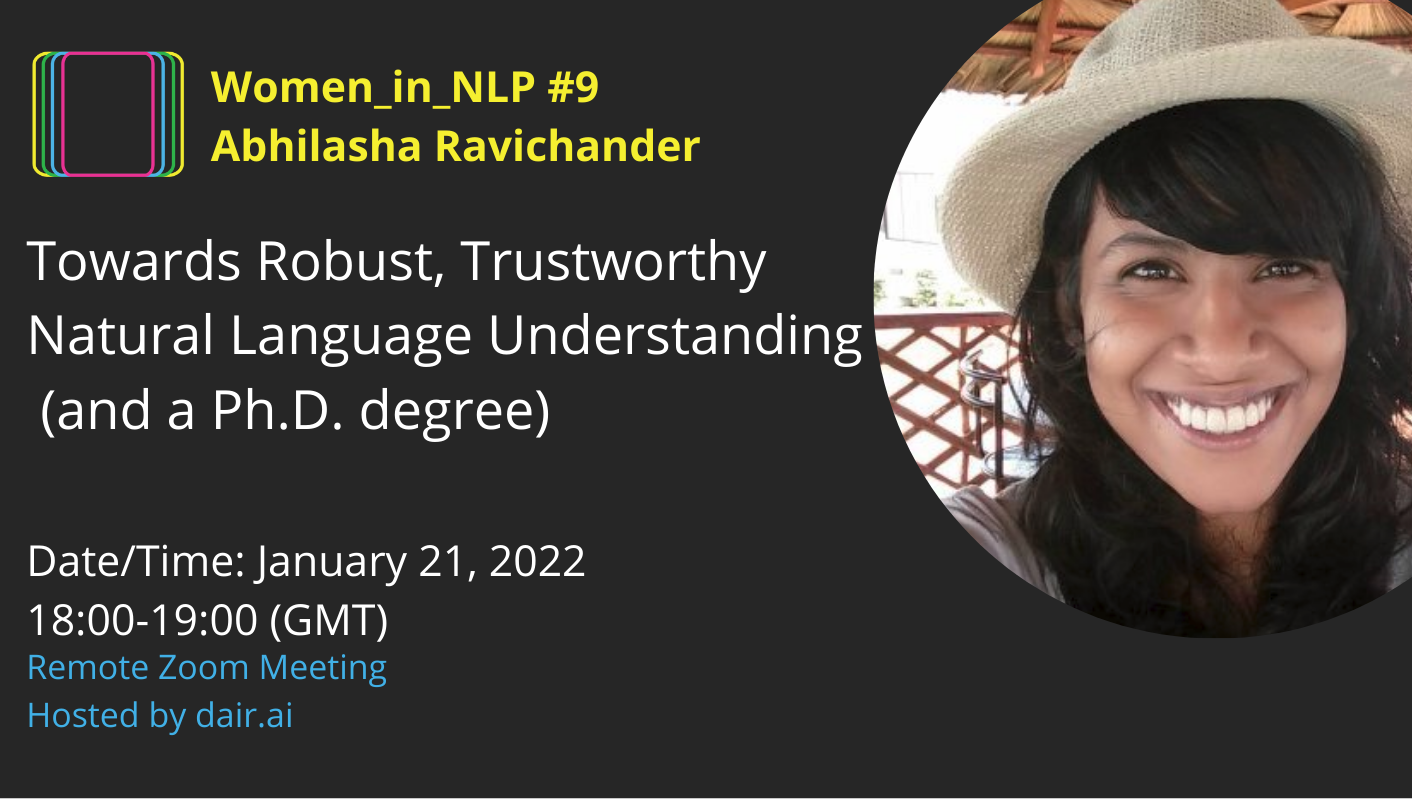 Women_in_NLP #9
Abhilasha Ravichander
Towards Robust, Trustworthy
Natural Language Understanding
(and a Ph.D. degree)
Date/Time: January 21, 2022
18:00-19:00 (GMT)
Remote Zoom Meeting
Hosted by dair.ai